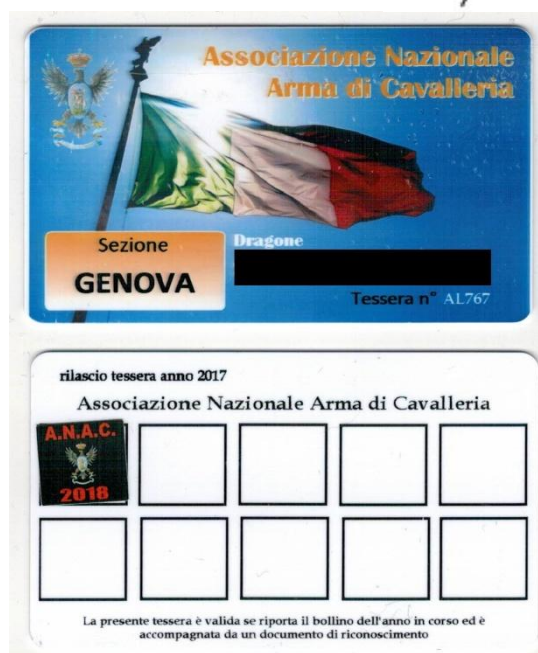 Associazione Nazionale
Arma di Cavalleria
Sezione
GENOVA
Dragone
Tessera n° AL767
rilascio tessera anno 2017
Associazione Nazionale Arma di Cavalleria
A.N.A.C.
2018
La presente tessera è valida se riporta il bollino dell'anno in corso ed è
accompagnata da un documento di riconoscimento